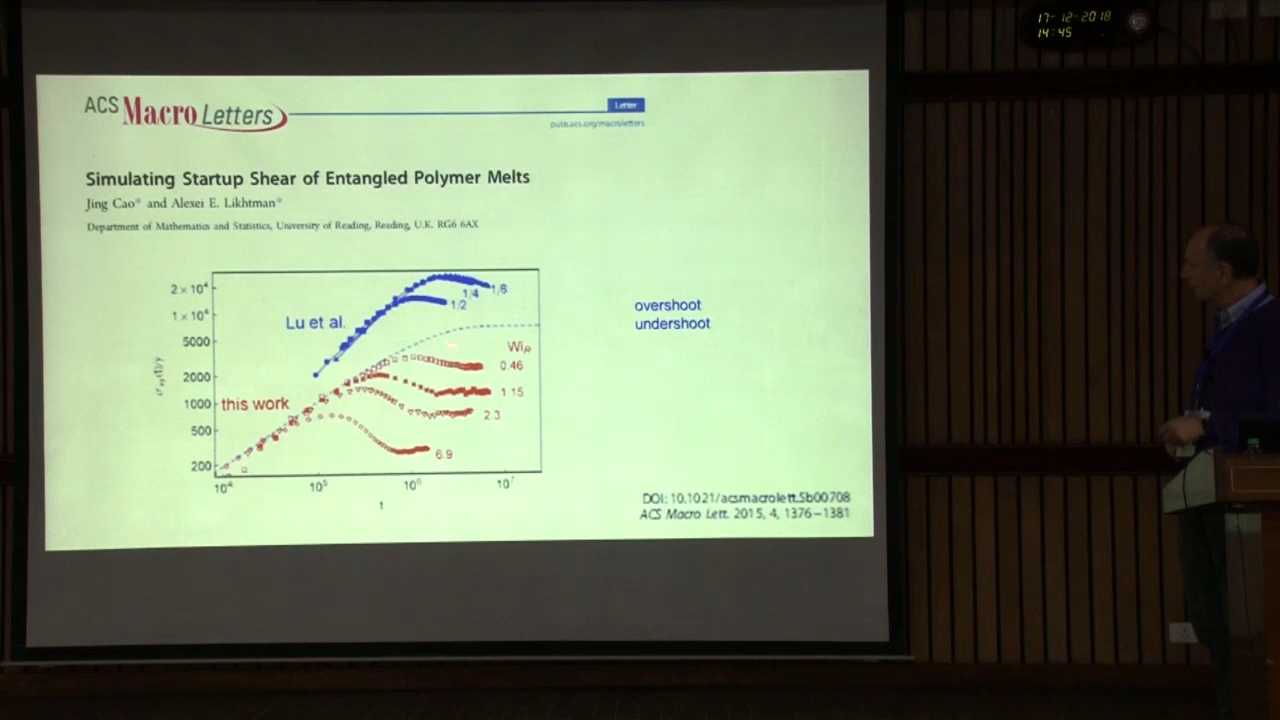 17-12-2018
14:45
ACS Macro Letters
Letter
pubs.acs.org/macroletters
Simulating Startup Shear of Entangled Polymer Melts
Jing Cao* and Alexei E. Likhtman*
Department of Mathematics and Statistics, University of Reading, Reading, U.K. RG6 6AX
2×10⁴
1×10⁴
5000
2000
1000
500
200
σxy(t)/γ̇
Lu et al.
1/4
1/6
1/2
this work
WiR
0.46
1.15
2.3
6.9
10⁴
10⁵
10⁶
10⁷
t
overshoot
undershoot
DOI: 10.1021/acsmacrolett.5b00708
ACS Macro Lett. 2015, 4, 1376−1381